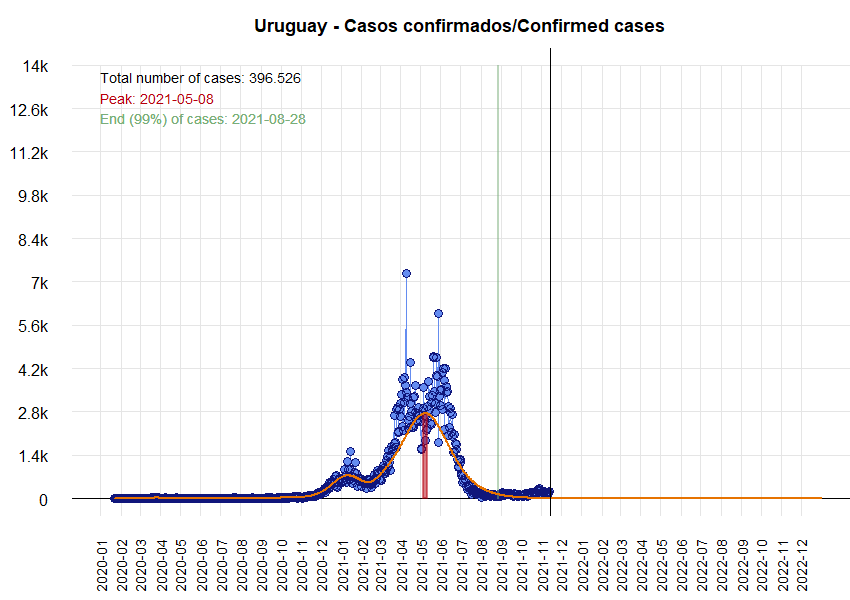 Uruguay - Casos confirmados/Confirmed cases
Total number of cases: 396.526
Peak: 2021-05-08
End (99%) of cases: 2021-08-28
14k
12.6k
11.2k
9.8k
8.4k
7k
5.6k
4.2k
2.8k
1.4k
0
2020-01
2020-02
2020-03
2020-04
2020-05
2020-06
2020-07
2020-08
2020-09
2020-10
2020-11
2020-12
2021-01
2021-02
2021-03
2021-04
2021-05
2021-06
2021-07
2021-08
2021-09
2021-10
2021-11
2021-12
2022-01
2022-02
2022-03
2022-04
2022-05
2022-06
2022-07
2022-08
2022-09
2022-10
2022-11
2022-12